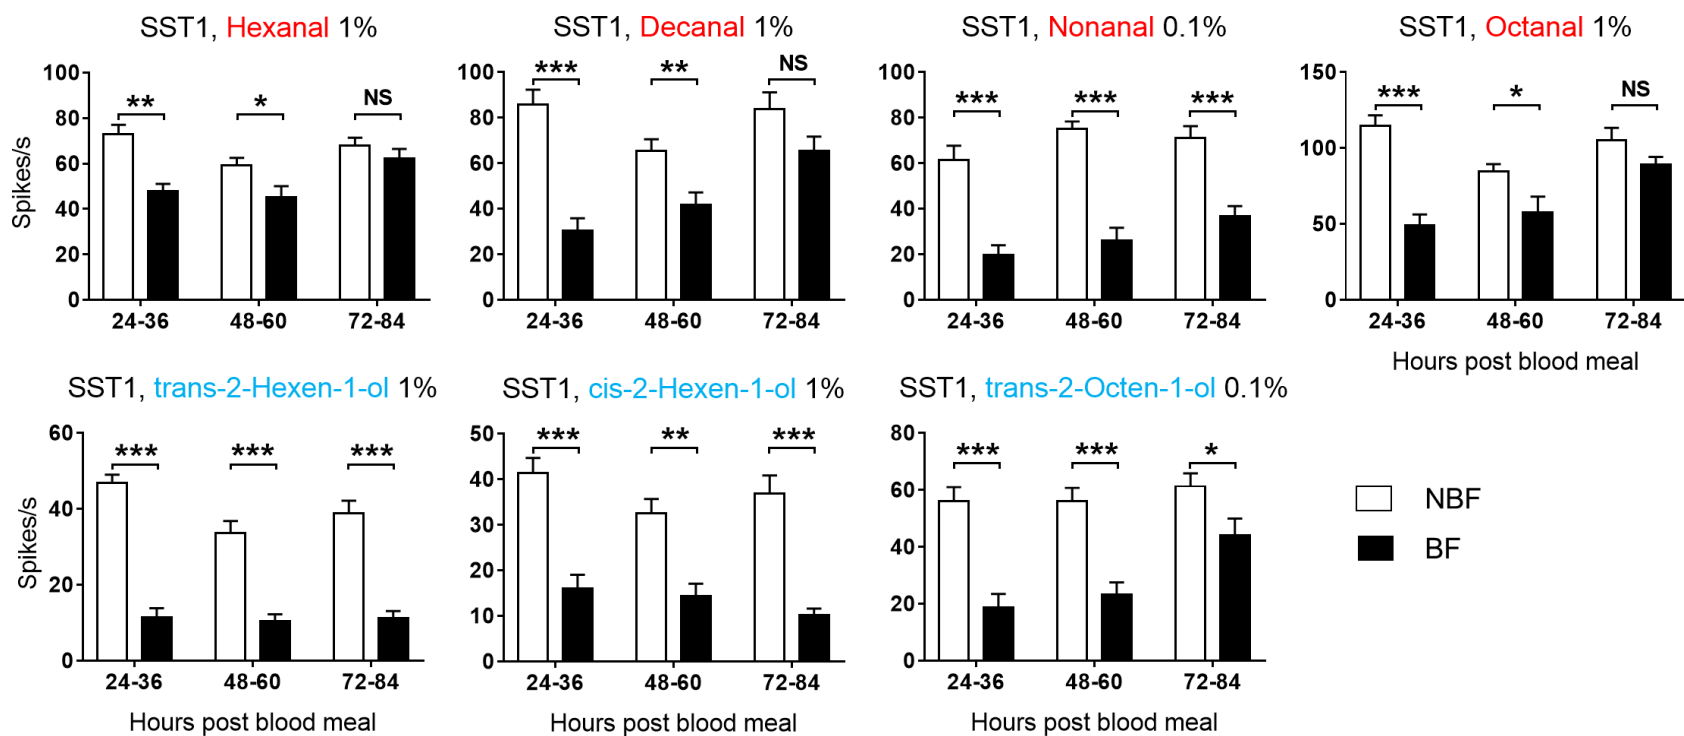 SST1, Hexanal 1%
SST1, Decanal 1%
SST1, Nonanal 0.1%
SST1, Octanal 1%
Spikes/s
100
80
60
40
20
0
** * NS
24-36 48-60 72-84
100
80
60
40
20
0
*** ** NS
24-36 48-60 72-84
100
80
60
40
20
0
*** *** ***
24-36 48-60 72-84
150
100
50
0
*** * NS
24-36 48-60 72-84
Hours post blood meal
SST1, trans-2-Hexen-1-ol 1%
SST1, cis-2-Hexen-1-ol 1%
SST1, trans-2-Octen-1-ol 0.1%
Spikes/s
60
40
20
0
*** *** ***
24-36 48-60 72-84
Hours post blood meal
50
40
30
20
10
0
*** ** ***
24-36 48-60 72-84
Hours post blood meal
80
60
40
20
0
*** *** *
24-36 48-60 72-84
Hours post blood meal
NBF
BF